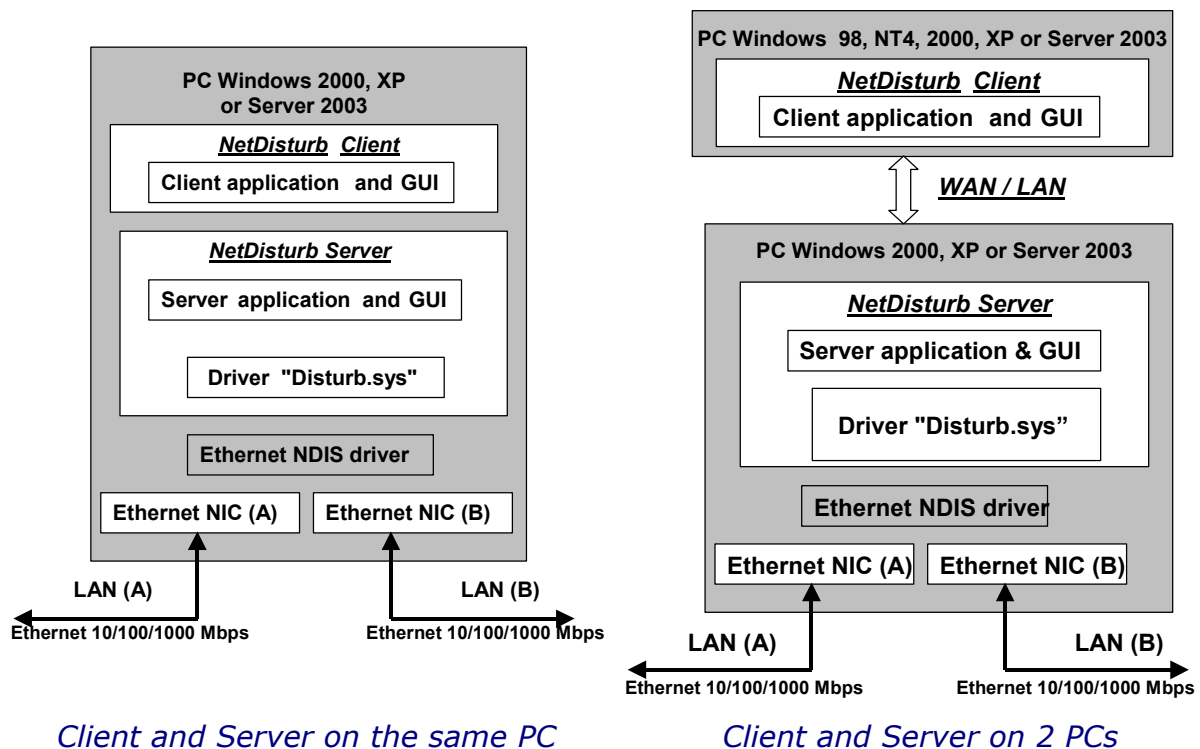 PC Windows 2000, XP
or Server 2003
NetDisturb Client
Client application and GUI
NetDisturb Server
Server application and GUI
Driver "Disturb.sys"
Ethernet NDIS driver
Ethernet NIC (A)
Ethernet NIC (B)
LAN (A)
LAN (B)
Ethernet 10/100/1000 Mbps
Ethernet 10/100/1000 Mbps
Client and Server on the same PC
PC Windows 98, NT4, 2000, XP or Server 2003
NetDisturb Client
Client application and GUI
WAN / LAN
PC Windows 2000, XP or Server 2003
NetDisturb Server
Server application & GUI
Driver "Disturb.sys”
Ethernet NDIS driver
Ethernet NIC (A)
Ethernet NIC (B)
LAN (A)
LAN (B)
Ethernet 10/100/1000 Mbps
Ethernet 10/100/1000 Mbps
Client and Server on 2 PCs